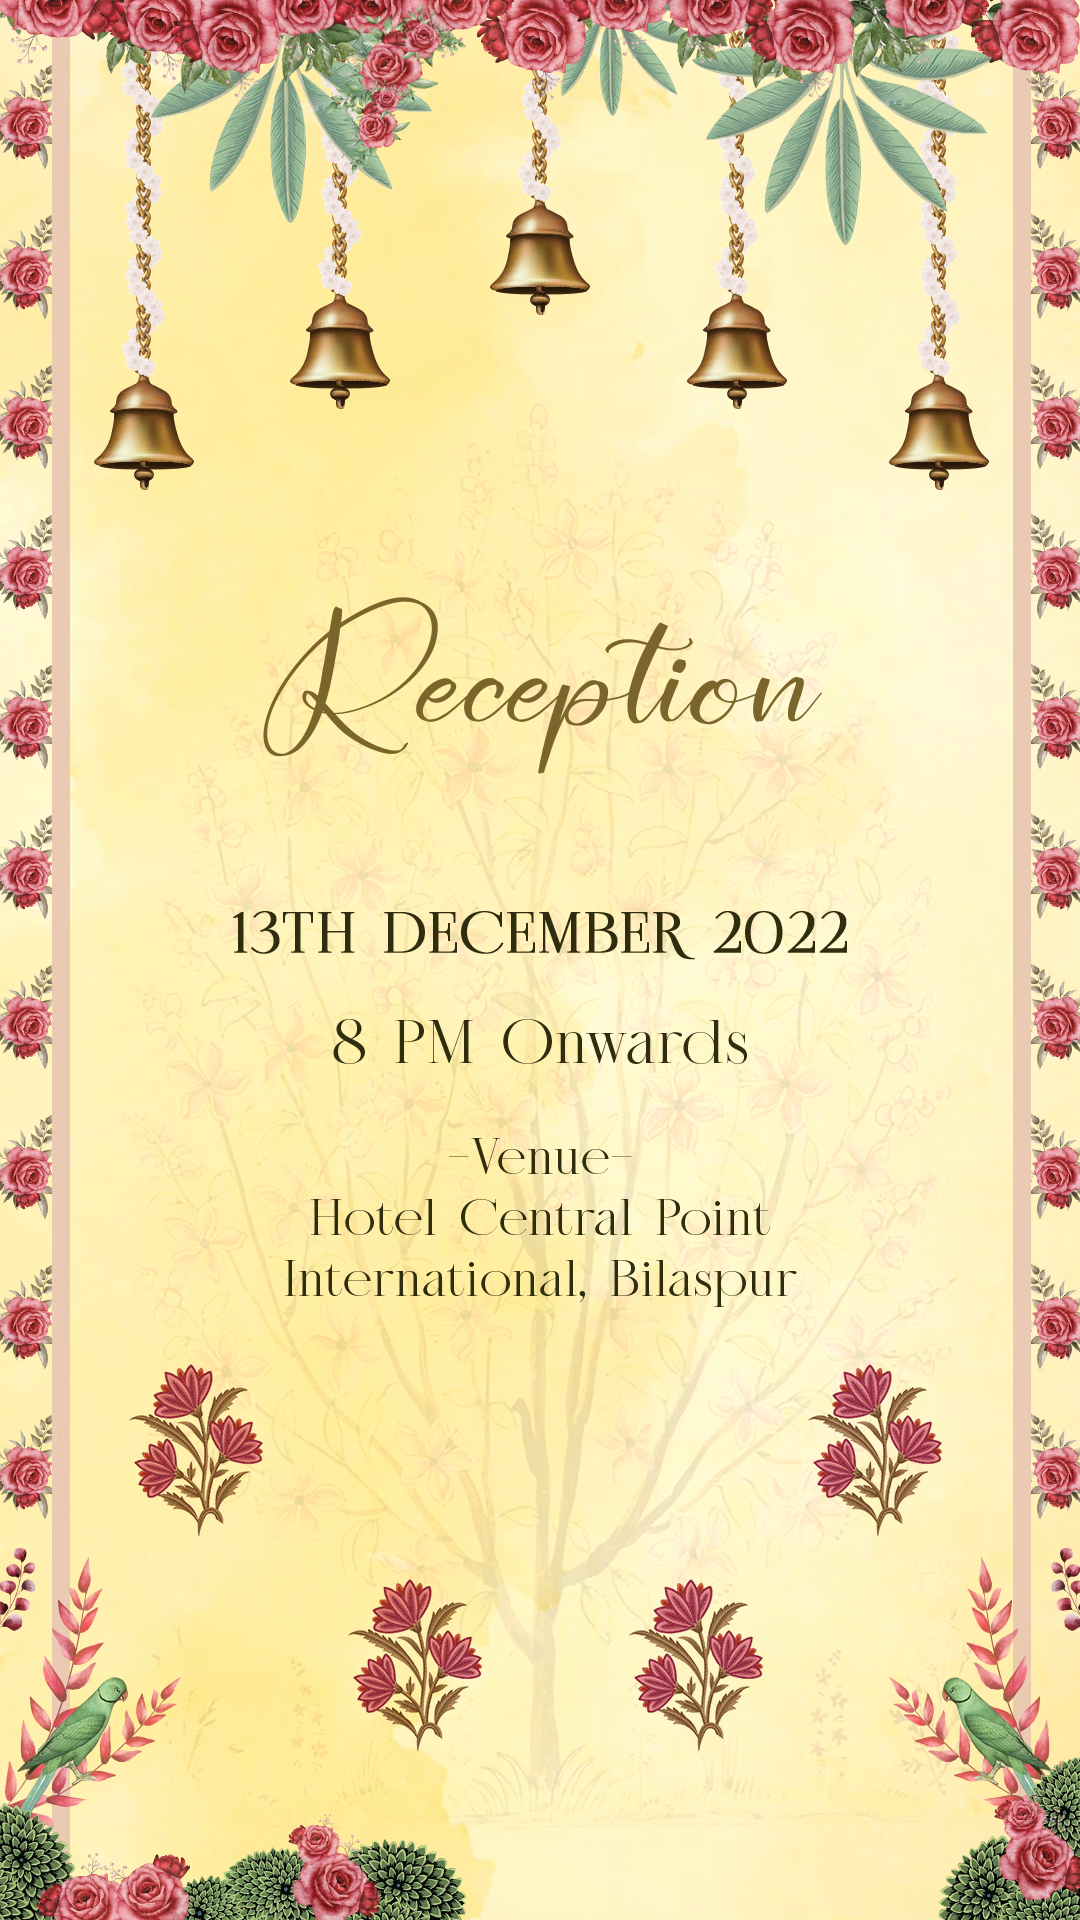 Reception
13TH DECEMBER 2022
8 PM Onwards
-Venue-
Hotel Central Point
International, Bilaspur